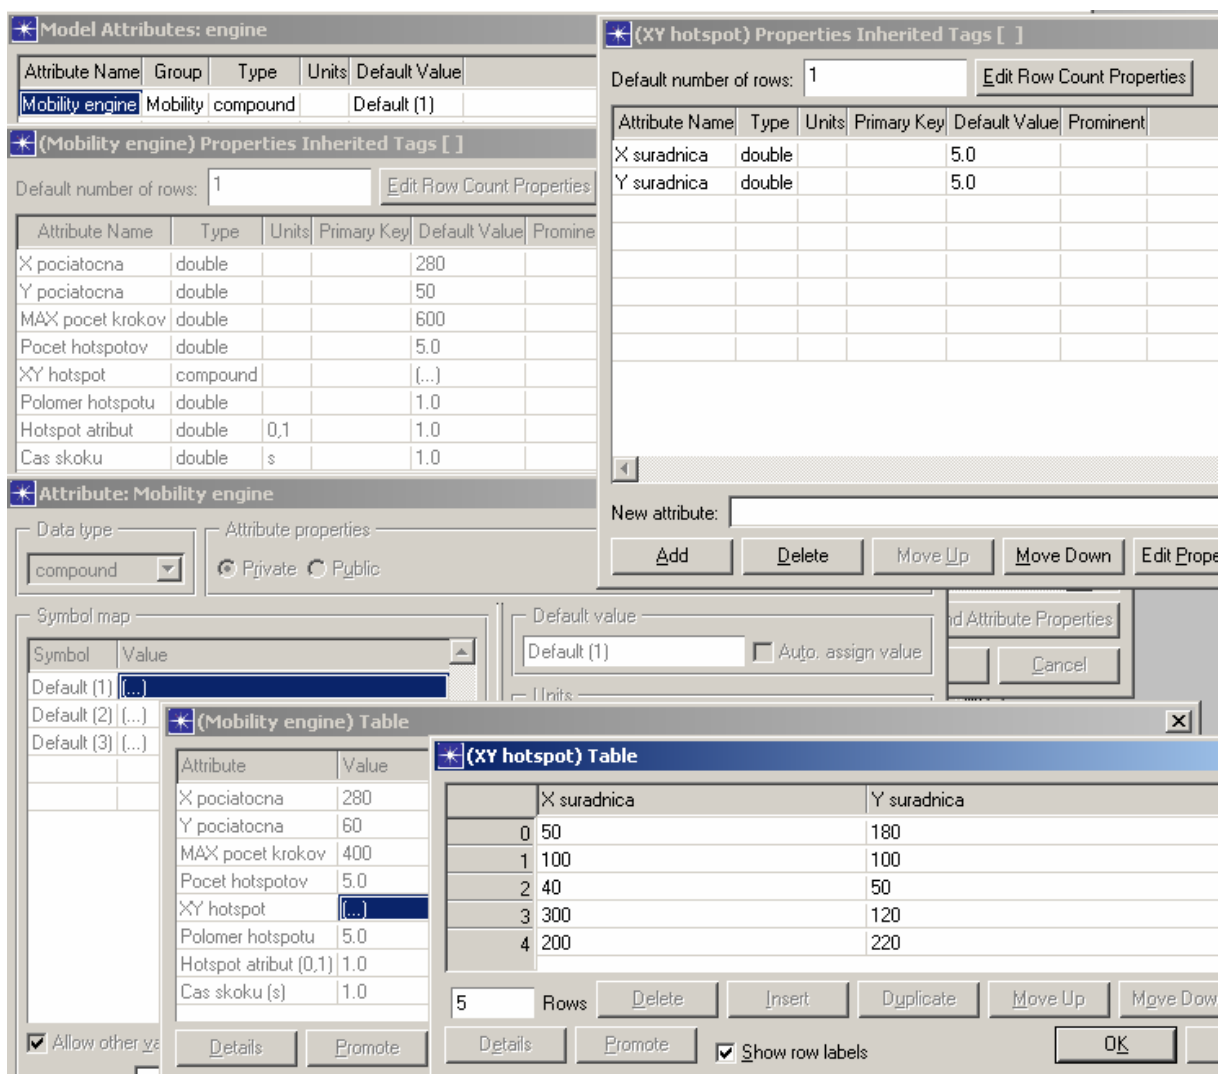 Model Attributes: engine
Attribute Name Group Type Units Default Value
Mobility engine Mobility compound Default (1)
(Mobility engine) Properties Inherited Tags [ ]
Default number of rows: 1 Edit Row Count Properties
Attribute Name Type Units Primary Key Default Value
X pociatocna double 280
Y pociatocna double 50
MAX pocet krokov double 600
Pocet hotspotov double 5.0
XY hotspot compound (...)
Polomer hotspotu double 1.0
Hotspot atribut double 0,1 1.0
Cas skoku double s 1.0
(XY hotspot) Properties Inherited Tags [ ]
Default number of rows: 1 Edit Row Count Properties
Attribute Name Type Units Primary Key Default Value Prominent
X suradnica double 5.0
Y suradnica double 5.0
New attribute:
Add Delete Move Up Move Down Edit Prope
Attribute: Mobility engine
Data type Attribute properties
compound Private Public
Symbol map Default value
nd Attribute Properties
Symbol Value Default (1) Auto. assign value
Cancel
Default (1) (...) Units
Default (2) (...)
Default (3) (...)
Allow other va
(Mobility engine) Table
Attribute Value
X pociatocna 280
Y pociatocna 60
MAX pocet krokov 400
Pocet hotspotov 5.0
XY hotspot (...)
Polomer hotspotu 5.0
Hotspot atribut (0,1) 1.0
Cas skoku (s) 1.0
Details Promote
(XY hotspot) Table
X suradnica Y suradnica
0 50 180
1 100 100
2 40 50
3 300 120
4 200 220
5 Rows Delete Insert Duplicate Move Up Move Dow
Details Promote Show row labels OK